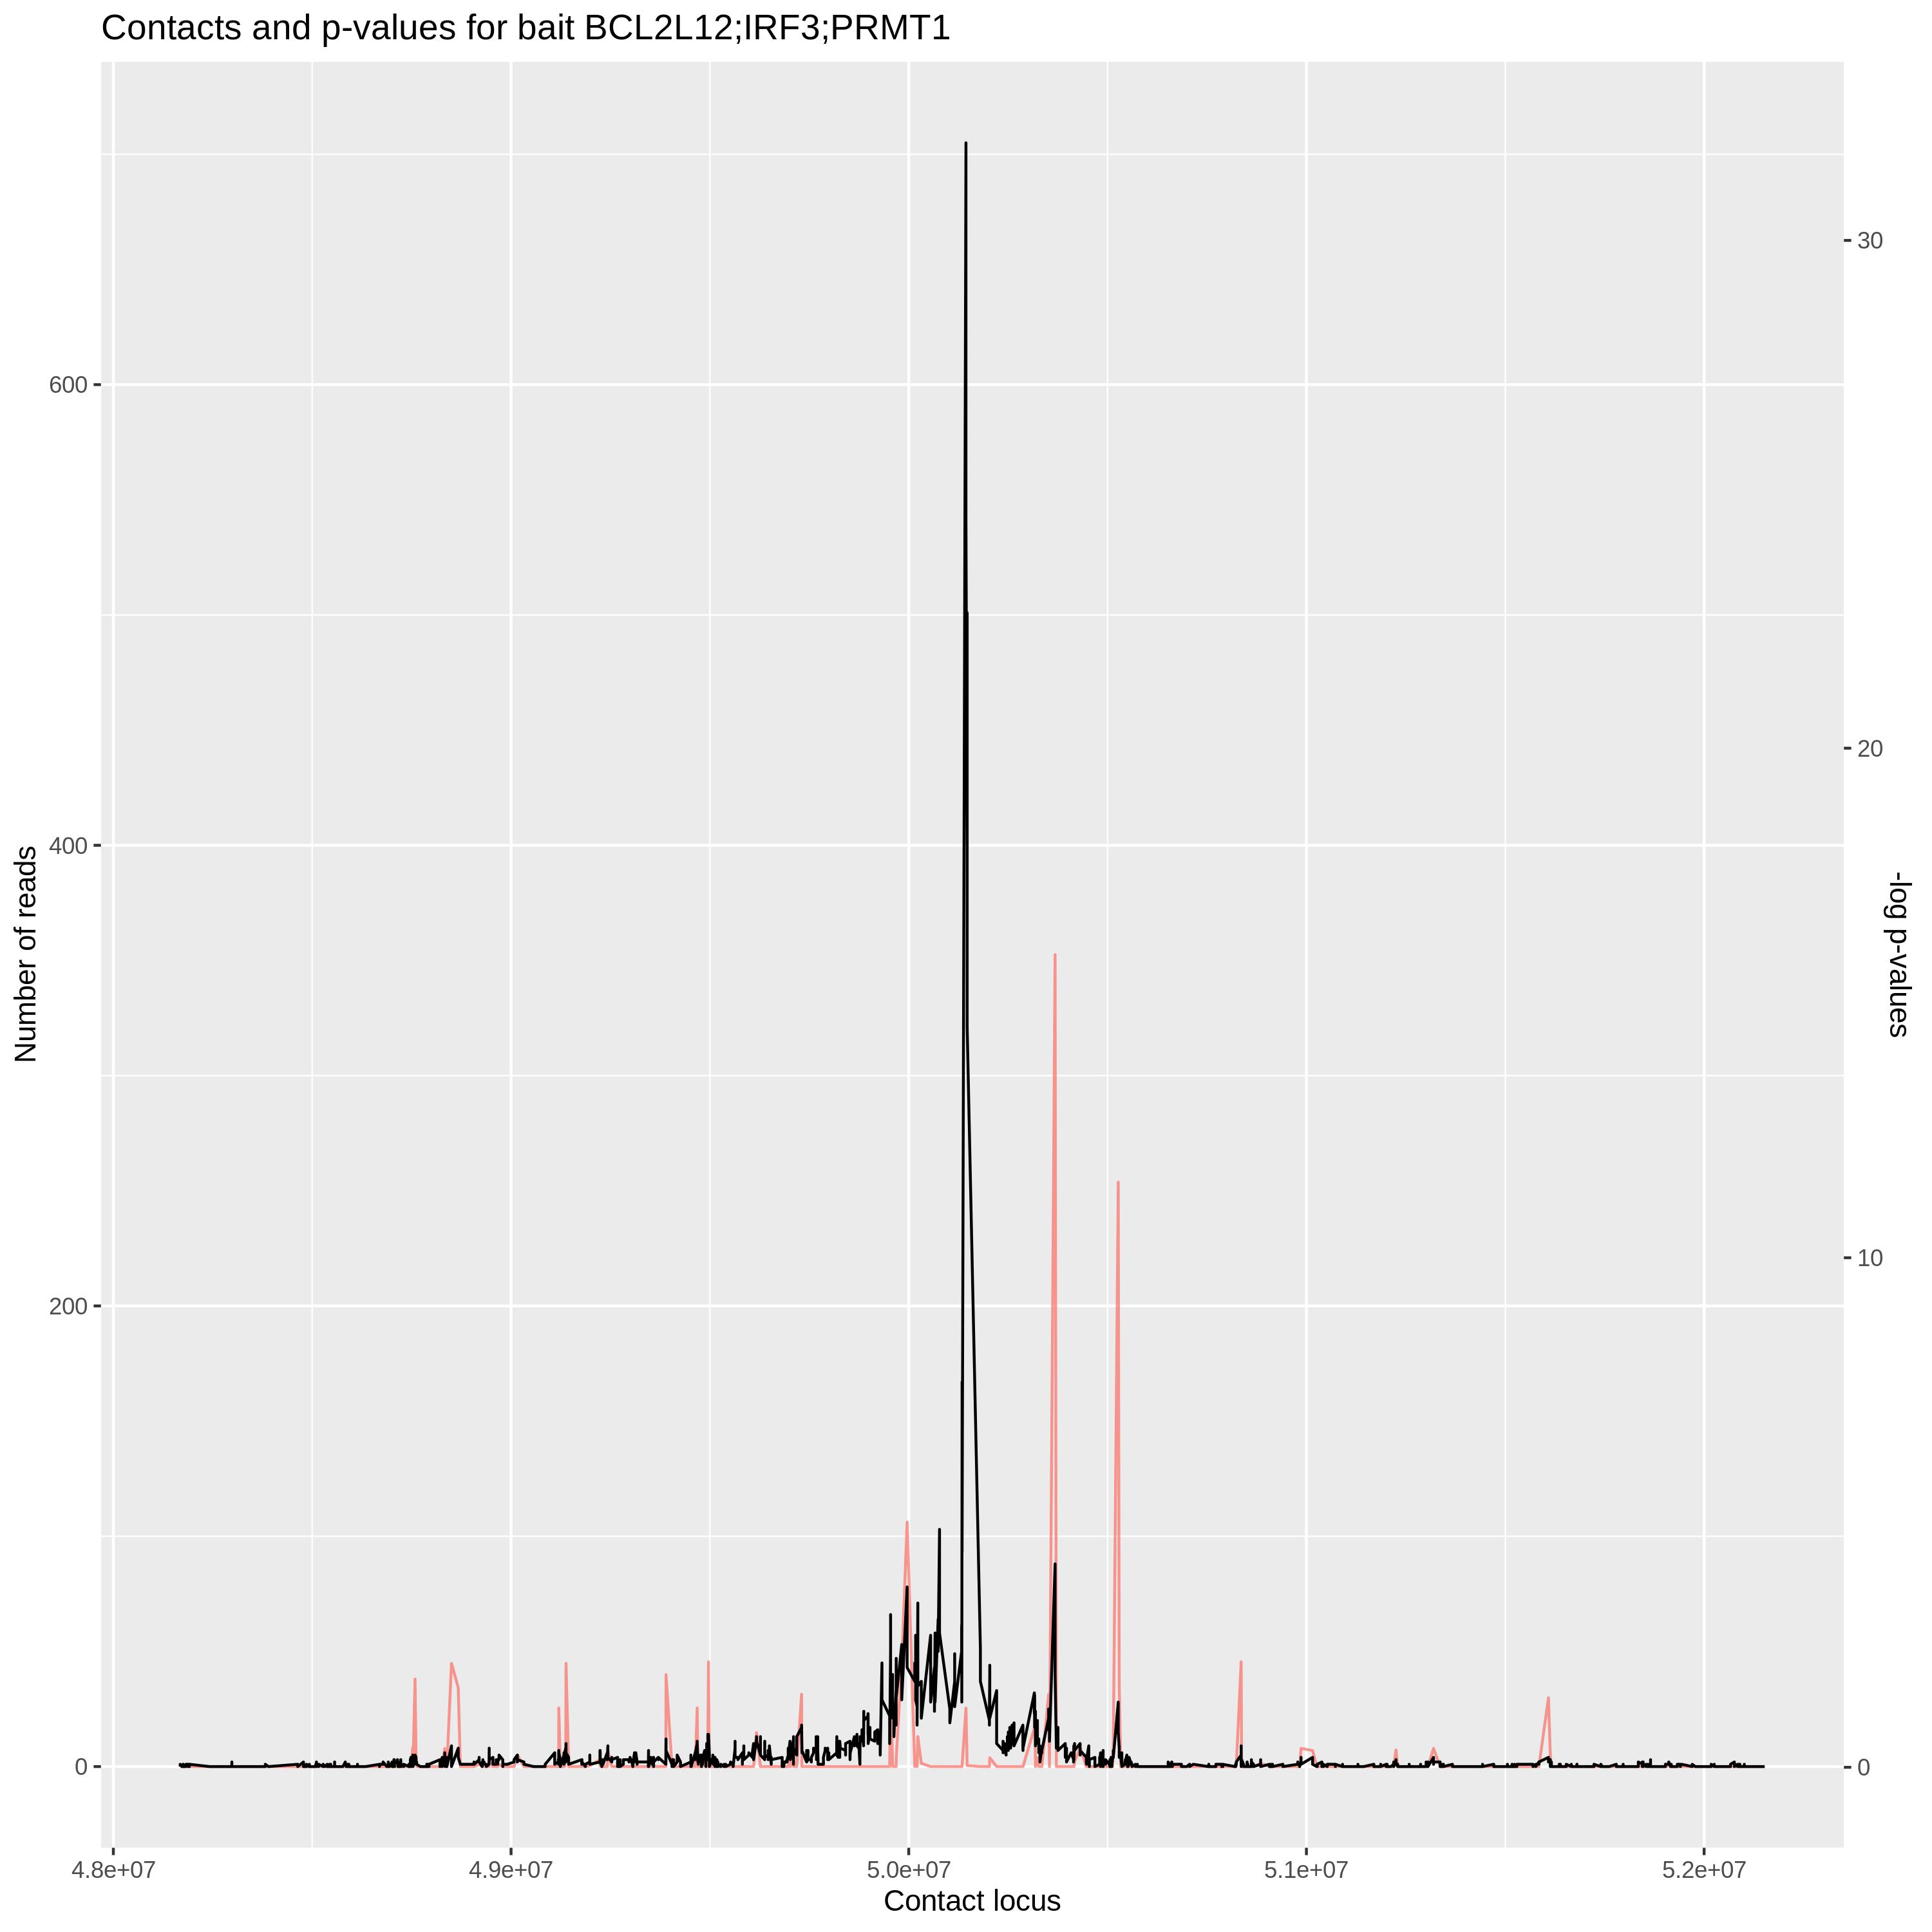 Contacts and p-values for bait BCL2L12;IRF3;PRMT1
Number of reads
600
400
200
0
30
20
10
0
-log p-values
4.8e+07 4.9e+07 5.0e+07 5.1e+07 5.2e+07
Contact locus